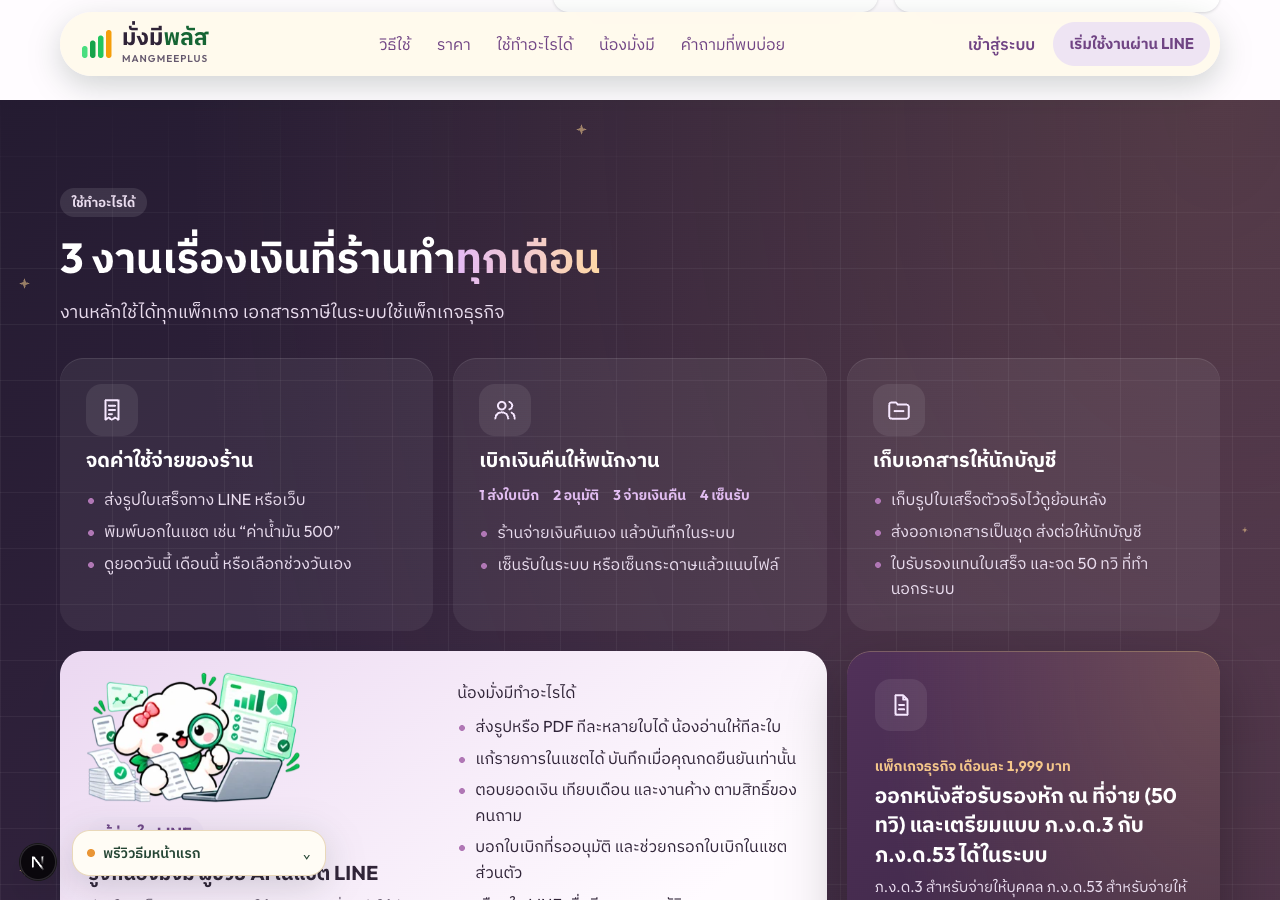 มั่งมีพลัส
MANGMEEPLUS
วิธีใช้
ราคา
ใช้ทำอะไรได้
น้องมั่งมี
คำถามที่พบบ่อย
เข้าสู่ระบบ
เริ่มใช้งานผ่าน LINE
ใช้ทำอะไรได้
3 งานเรื่องเงินที่ร้านทำทุกเดือน
งานหลักใช้ได้ทุกแพ็กเกจ เอกสารภาษีในระบบใช้แพ็กเกจธุรกิจ
จดค่าใช้จ่ายของร้าน
ส่งรูปใบเสร็จทาง LINE หรือเว็บ
พิมพ์บอกในแชต เช่น “ค่าน้ำมัน 500”
ดูยอดวันนี้ เดือนนี้ หรือเลือกช่วงวันเอง
เบิกเงินคืนให้พนักงาน
1 ส่งใบเบิก 2 อนุมัติ 3 จ่ายเงินคืน 4 เซ็นรับ
ร้านจ่ายเงินคืนเอง แล้วบันทึกในระบบ
เซ็นรับในระบบ หรือเซ็นกระดาษแล้วแนบไฟล์
เก็บเอกสารให้นักบัญชี
เก็บรูปใบเสร็จตัวจริงไว้ดูย้อนหลัง
ส่งออกเอกสารเป็นชุด ส่งต่อให้นักบัญชี
ใบรับรองแทนใบเสร็จ และจด 50 ทวิ ที่ทำ
นอกระบบ
น้องมั่งมีทำอะไรได้
ส่งรูปหรือ PDF ทีละหลายใบได้ น้องอ่านให้ทีละใบ
แก้รายการในแชตได้ บันทึกเมื่อคุณกดยืนยันเท่านั้น
ตอบยอดเงิน เทียบเดือน และงานค้าง ตามสิทธิ์ของ
คนถาม
บอกใบเบิกที่รออนุมัติ และช่วยกรอกใบเบิกในแชต
ส่วนตัว
แพ็กเกจธุรกิจ เดือนละ 1,999 บาท
ออกหนังสือรับรองหัก ณ ที่จ่าย (50
ทวิ) และเตรียมแบบ ภ.ง.ด.3 กับ
ภ.ง.ด.53 ได้ในระบบ
ภ.ง.ด.3 สำหรับจ่ายให้บุคคล ภ.ง.ด.53 สำหรับจ่ายให้
พรีวิวธีมหน้าแรก
N
LINE